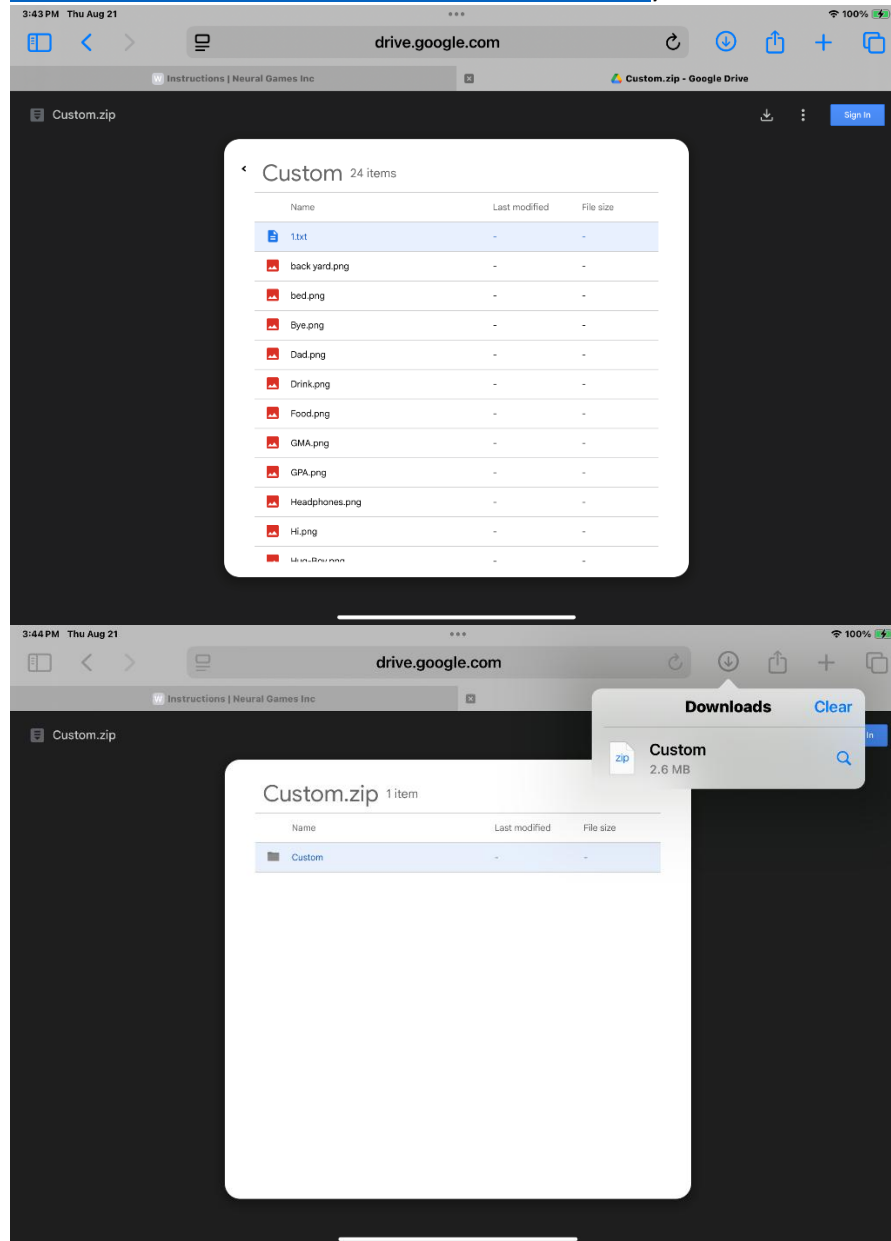 3:43 PM Thu Aug 21
100%
drive.google.com
W Instructions | Neural Games Inc
Custom.zip - Google Drive
Custom.zip
Sign In
Custom 24 items
Name Last modified File size
1.txt - -
back yard.png - -
bed.png - -
Bye.png - -
Dad.png - -
Drink.png - -
Food.png - -
GMA.png - -
GPA.png - -
Headphones.png - -
Hi.png - -
Hug-Boy.png - -
3:44 PM Thu Aug 21
100%
drive.google.com
W Instructions | Neural Games Inc
Downloads Clear
Custom.zip
In
zip Custom
2.6 MB
Custom.zip 1 item
Name Last modified File size
Custom - -